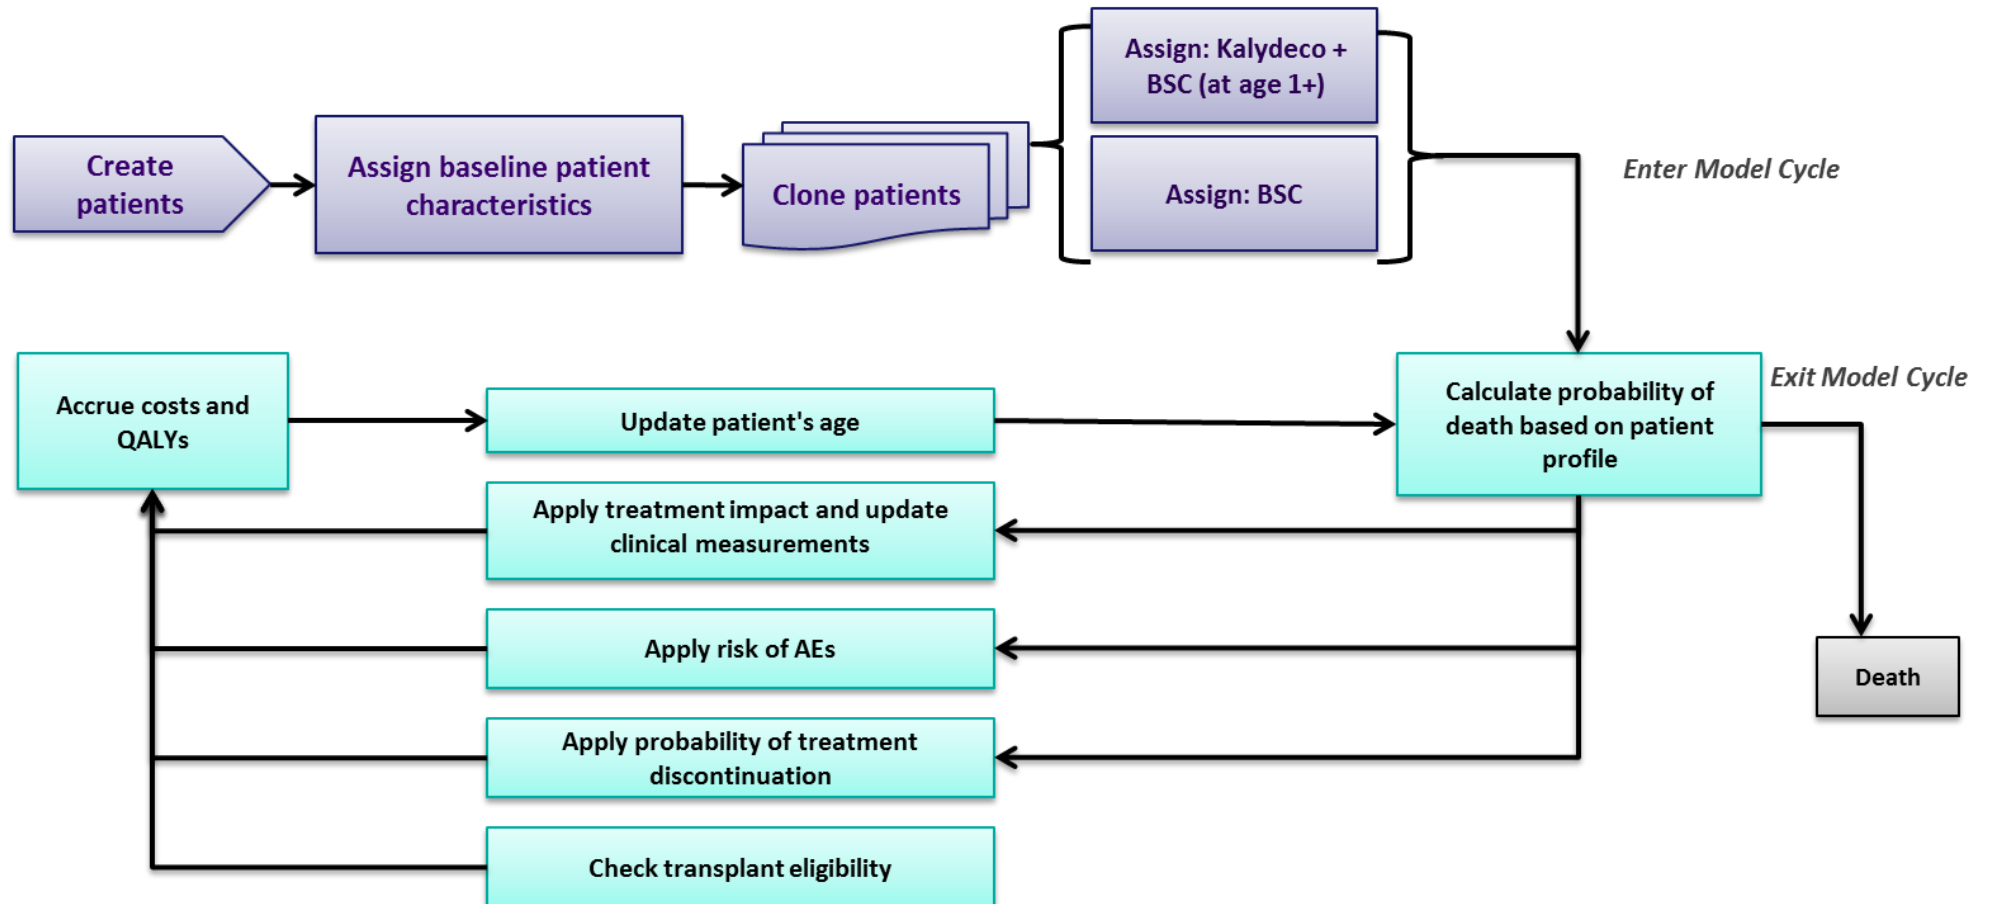 Create
patients
Assign baseline patient
characteristics
Clone patients
Assign: Kalydeco +
BSC (at age 1+)
Assign: BSC
Enter Model Cycle
Accrue costs and
QALYs
Update patient's age
Calculate probability of
death based on patient
profile
Exit Model Cycle
Apply treatment impact and update
clinical measurements
Apply risk of AEs
Death
Apply probability of treatment
discontinuation
Check transplant eligibility